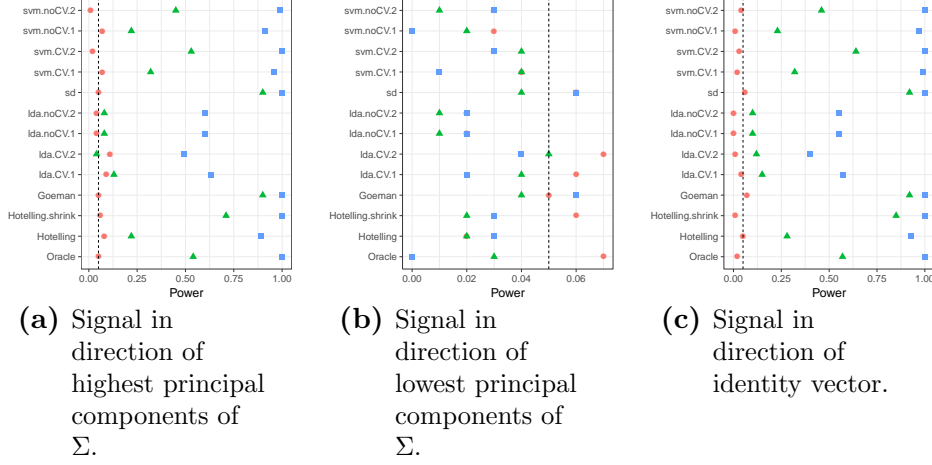 svm.noCV.2
svm.noCV.1
svm.CV.2
svm.CV.1
sd
lda.noCV.2
lda.noCV.1
lda.CV.2
lda.CV.1
Goeman
Hotelling.shrink
Hotelling
Oracle
0.00 0.25 0.50 0.75 1.00
Power
(a) Signal in
direction of
highest principal
components of
Σ.
svm.noCV.2
svm.noCV.1
svm.CV.2
svm.CV.1
sd
lda.noCV.2
lda.noCV.1
lda.CV.2
lda.CV.1
Goeman
Hotelling.shrink
Hotelling
Oracle
0.00 0.02 0.04 0.06
Power
(b) Signal in
direction of
lowest principal
components of
Σ.
svm.noCV.2
svm.noCV.1
svm.CV.2
svm.CV.1
sd
lda.noCV.2
lda.noCV.1
lda.CV.2
lda.CV.1
Goeman
Hotelling.shrink
Hotelling
Oracle
0.00 0.25 0.50 0.75 1.00
Power
(c) Signal in
direction of
identity vector.